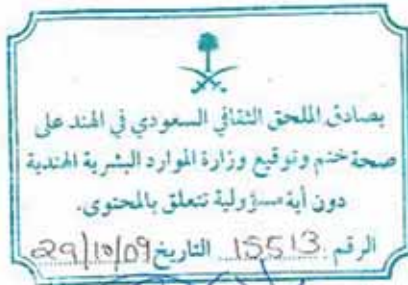 يصادق الملحق الثقافي السعودي في الهند على
صحة ختم وتوقيع وزارة الموارد البشرية الهندية
دون أية مسؤولية تتعلق بالمحتوى.
الرقم 15513 التاريخ 29/10/09